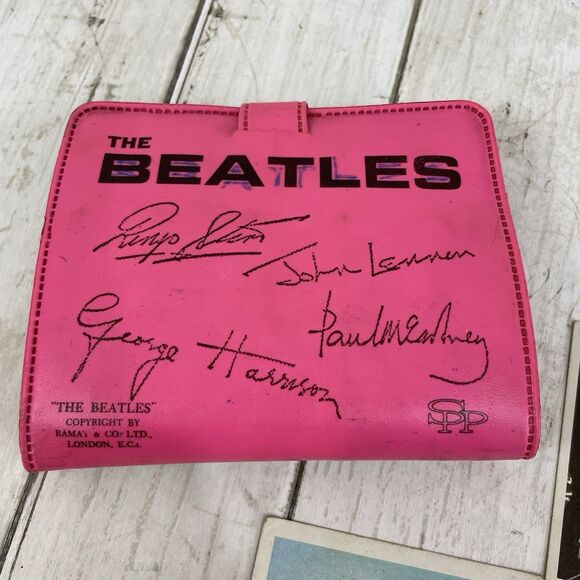 THE
BEATLES
Ringo Starr
John Lennon
George Harrison
Paul McCartney
"THE BEATLES"
COPYRIGHT BY
RAMAT & CO? LTD.,
LONDON, E.C.1.
SPP